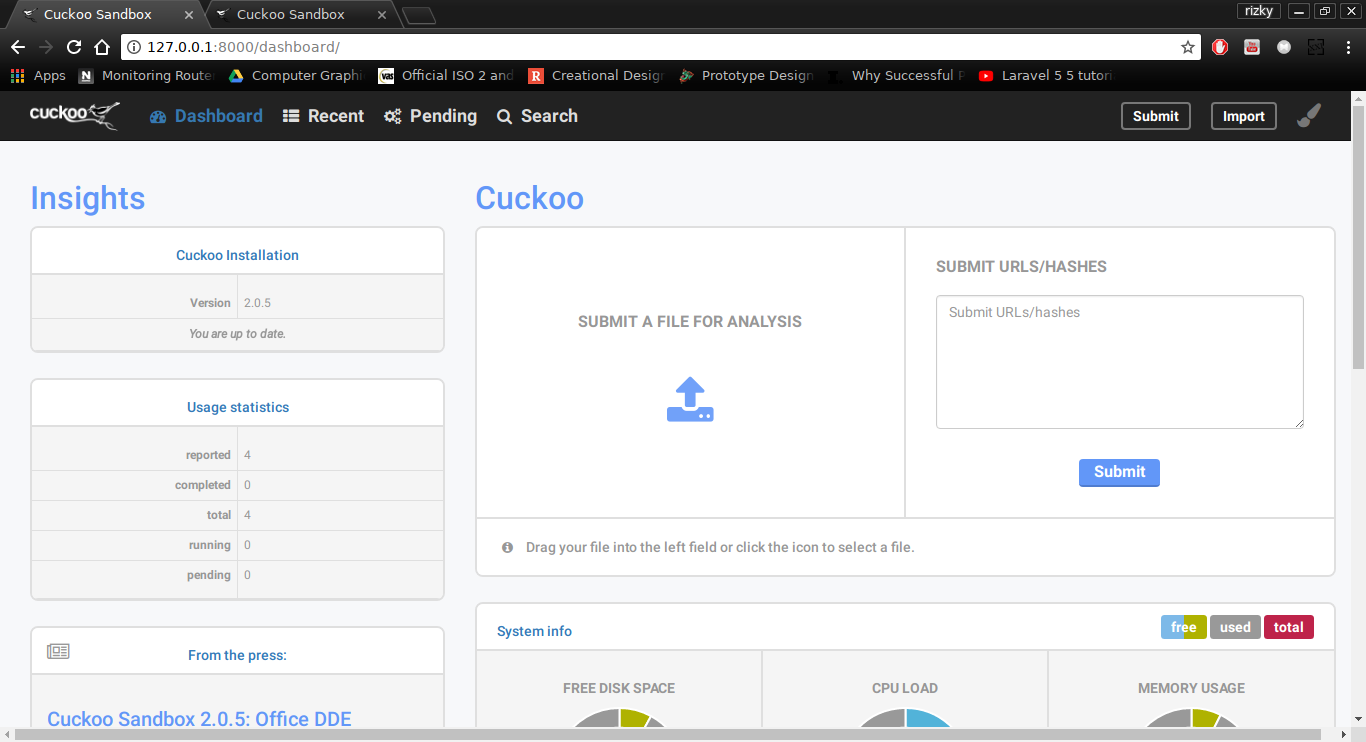 Cuckoo Sandbox
Cuckoo Sandbox
rizky
127.0.0.1:8000/dashboard/
Apps
Monitoring Route
Computer Graphi
Official ISO 2 and
Creational Desig
Prototype Design
Why Successful
Laravel 5 5 tutori
cuckoo
Dashboard
Recent
Pending
Search
Submit
Import
Insights
Cuckoo Installation
Version 2.0.5
You are up to date.
Usage statistics
reported 4
completed 0
total 4
running 0
pending 0
From the press:
Cuckoo Sandbox 2.0.5: Office DDE
Cuckoo
SUBMIT A FILE FOR ANALYSIS
SUBMIT URLS/HASHES
Submit URLs/hashes
Submit
Drag your file into the left field or click the icon to select a file.
System info
free used total
FREE DISK SPACE
CPU LOAD
MEMORY USAGE